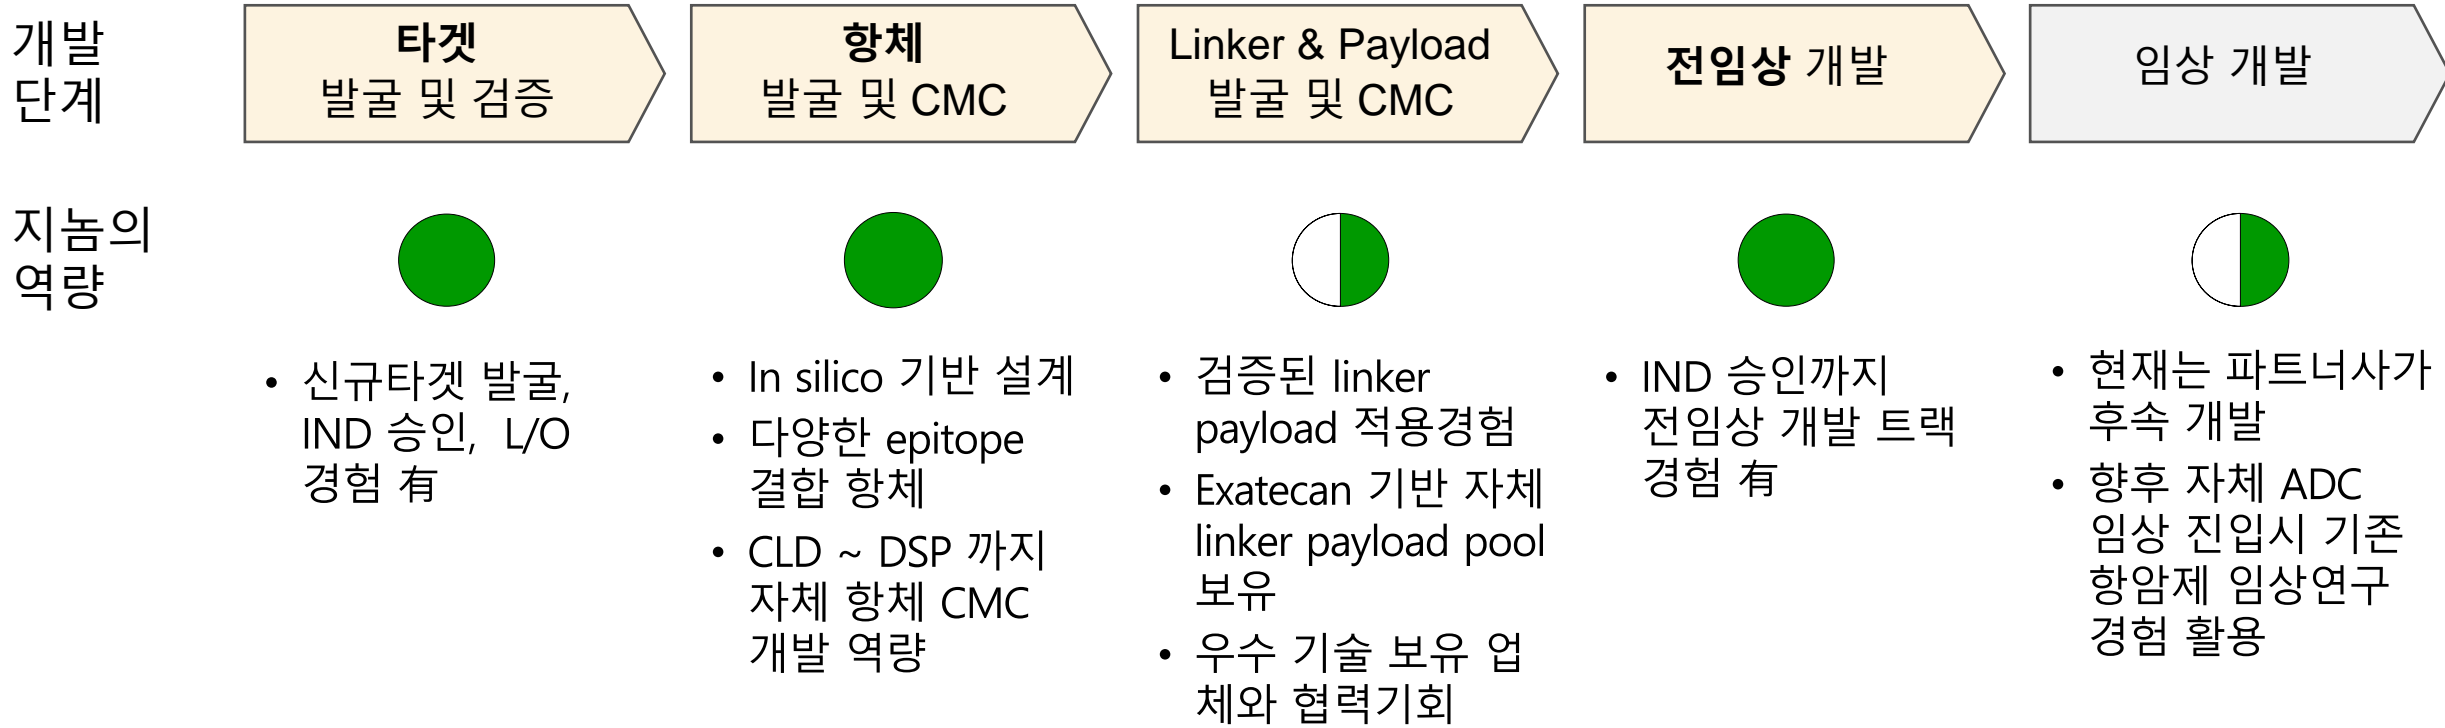 개발
단계
타겟
발굴 및 검증
항체
발굴 및 CMC
Linker & Payload
발굴 및 CMC
전임상 개발
임상 개발
지놈의
역량
• 신규타겟 발굴,
IND 승인, L/O
경험 有
• In silico 기반 설계
• 다양한 epitope
결합 항체
• CLD ~ DSP 까지
자체 항체 CMC
개발 역량
• 검증된 linker
payload 적용경험
• Exatecan 기반 자체
linker payload pool
보유
• 우수 기술 보유 업
체와 협력기회
• IND 승인까지
전임상 개발 트랙
경험 有
• 현재는 파트너사가
후속 개발
• 향후 자체 ADC
임상 진입시 기존
항암제 임상연구
경험 활용